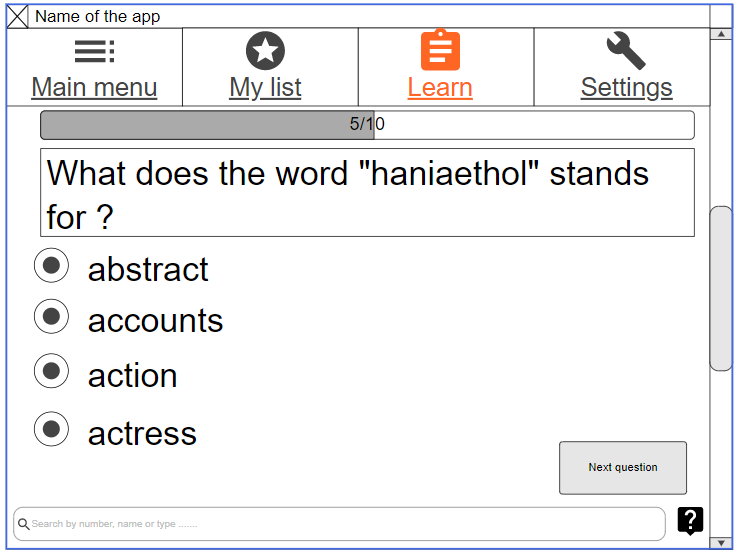 Name of the app
Main menu
My list
Learn
Settings
5/10
What does the word "haniaethol" stands
for ?
abstract
accounts
action
actress
Next question
Search by number, name or type .......
?